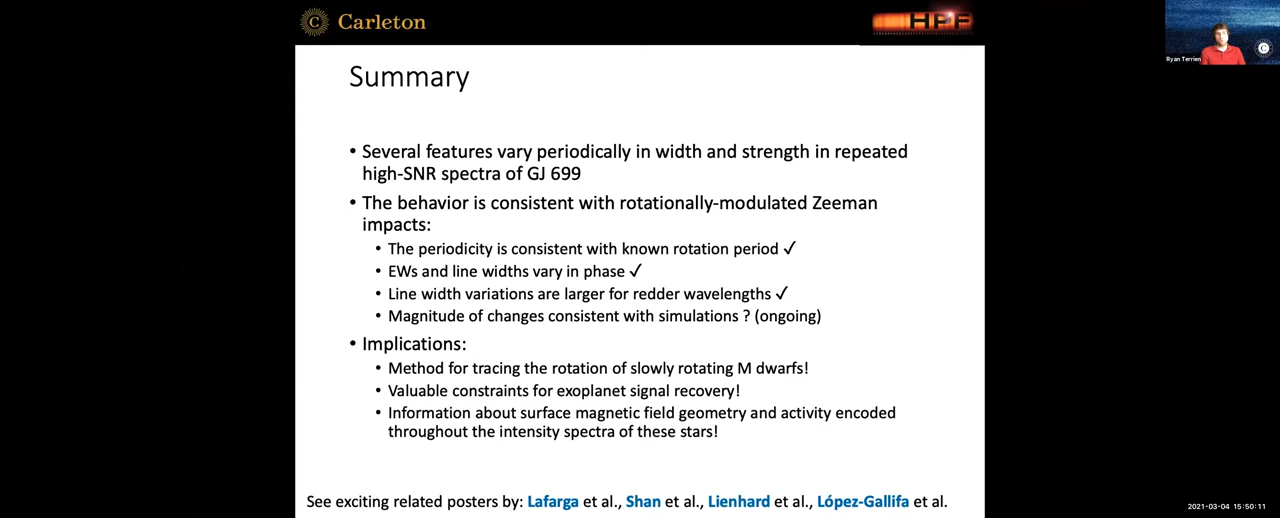 Carleton
HPF
Ryan Terrien
Summary
• Several features vary periodically in width and strength in repeated
high-SNR spectra of GJ 699
• The behavior is consistent with rotationally-modulated Zeeman
impacts:
• The periodicity is consistent with known rotation period ✓
• EWs and line widths vary in phase ✓
• Line width variations are larger for redder wavelengths ✓
• Magnitude of changes consistent with simulations ? (ongoing)
• Implications:
• Method for tracing the rotation of slowly rotating M dwarfs!
• Valuable constraints for exoplanet signal recovery!
• Information about surface magnetic field geometry and activity encoded
throughout the intensity spectra of these stars!
See exciting related posters by: Lafarga et al., Shan et al., Lienhard et al., López-Gallifa et al.
2021-03-04 15:50:11